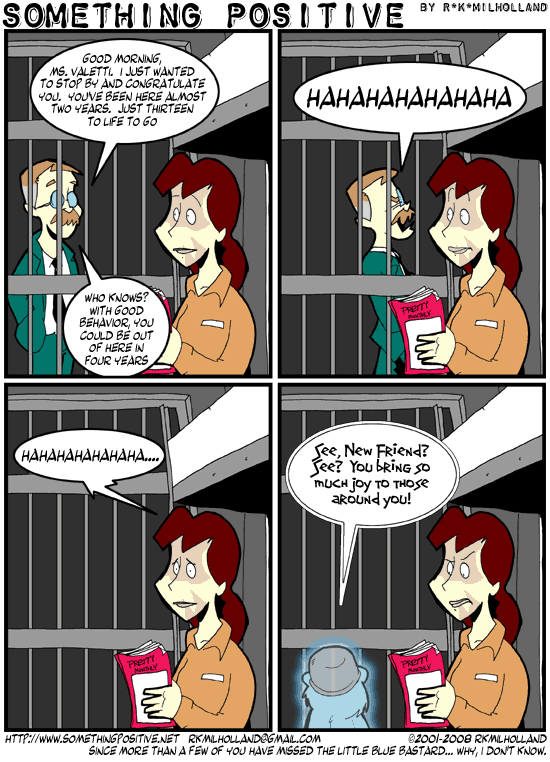 SOMETHING POSITIVE BY R*K*MILHOLLAND
GOOD MORNING,
MS. VALETTI. I JUST WANTED
TO STOP BY AND CONGRATULATE
YOU. YOU'VE BEEN HERE ALMOST
TWO YEARS. JUST THIRTEEN
TO LIFE TO GO
WHO KNOWS?
WITH GOOD
BEHAVIOR, YOU
COULD BE OUT
OF HERE IN
FOUR YEARS
HAHAHAHAHAHAHA
PRETTY
MONTHLY
HAHAHAHAHAHAHA....
PRETTY
MONTHLY
See, New Friend?
See? You bring so
much joy to those
around you!
PRETTY
MONTHLY
HTTP://WWW.SOMETHINGPOSITIVE.NET RKMILHOLLAND@GMAIL.COM ©2001-2008 RKMILHOLLAND
SINCE MORE THAN A FEW OF YOU HAVE MISSED THE LITTLE BLUE BASTARD... WHY, I DON'T KNOW.